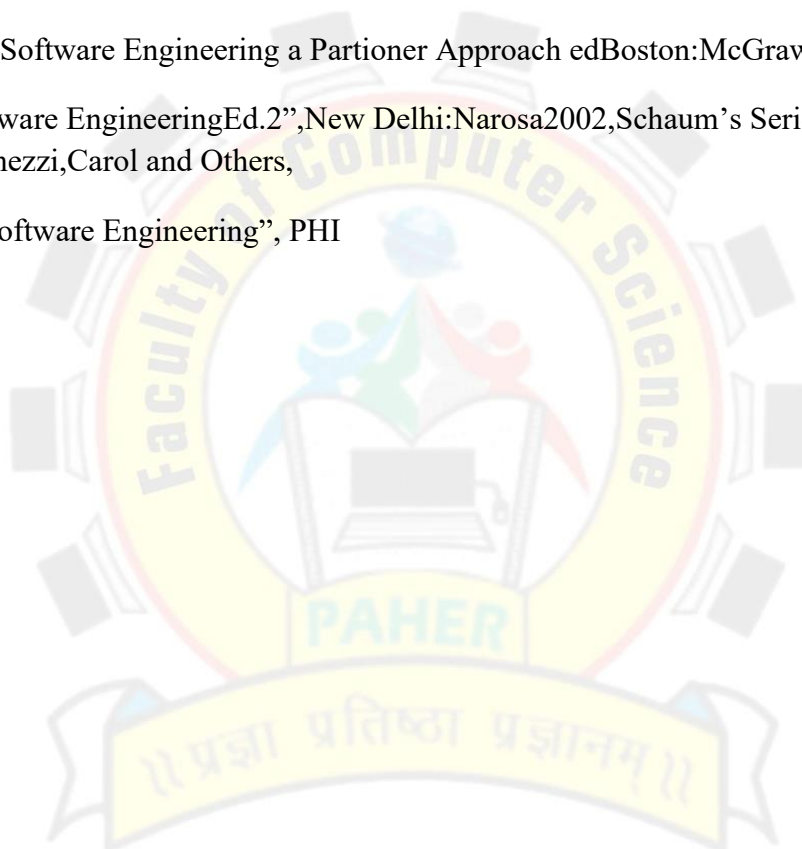 Software Engineering a Partioner Approach edBoston:McGraw
ware EngineeringEd.2”,New Delhi:Narosa2002,Schaum’s Seri
nezzi,Carol and Others,
oftware Engineering”, PHI
Faculty of Computer Science
PAHER
॥ प्रज्ञा प्रतिष्ठा प्रज्ञानम् ॥